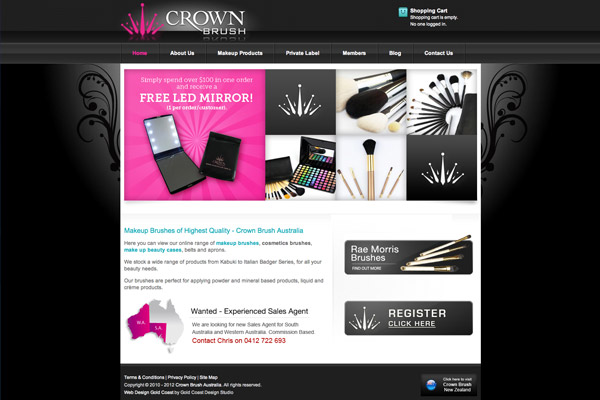 CROWN
BRUSH
Shopping Cart
Shopping cart is empty.
No one logged in.
Home
About Us
Makeup Products
Private Label
Members
Blog
Contact Us
Simply spend over $100 in one order
and receive a
FREE LED MIRROR!
(1 per order/customer).
Makeup Brushes of Highest Quality - Crown Brush Australia
Here you can view our online range of makeup brushes, cosmetics brushes,
make up beauty cases, belts and aprons.
We stock a wide range of products from Kabuki to Italian Badger Series, for all your
beauty needs.
Our brushes are perfect for applying powder and mineral based products, liquid and
crème products.
Rae Morris
Brushes
FIND OUT MORE
REGISTER
CLICK HERE
W.A.
S.A.
Wanted - Experienced Sales Agent
We are looking for new Sales Agent for South
Australia and Western Australia. Commission Based.
Contact Chris on 0412 722 693
Terms & Conditions | Privacy Policy | Site Map
Copyright © 2010 - 2012 Crown Brush Australia. All rights reserved.
Web Design Gold Coast by Gold Coast Design Studio
Click here to visit
Crown Brush
New Zealand